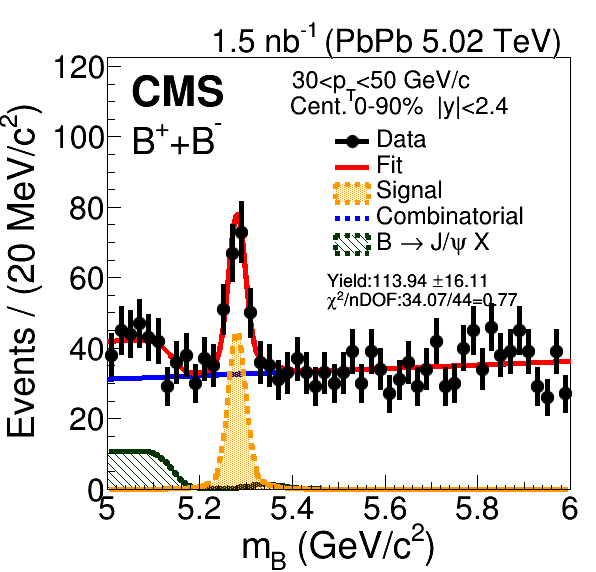 1.5 nb⁻¹ (PbPb 5.02 TeV)
CMS
30<p_T<50 GeV/c
Cent. 0-90% |y|<2.4
B⁺+B⁻
Data
Fit
Signal
Combinatorial
B → J/ψ X
Yield:113.94 ±16.11
χ²/nDOF:34.07/44=0.77
Events / (20 MeV/c²)
120
100
80
60
40
20
0
5
5.2
5.4
5.6
5.8
6
m_B (GeV/c²)